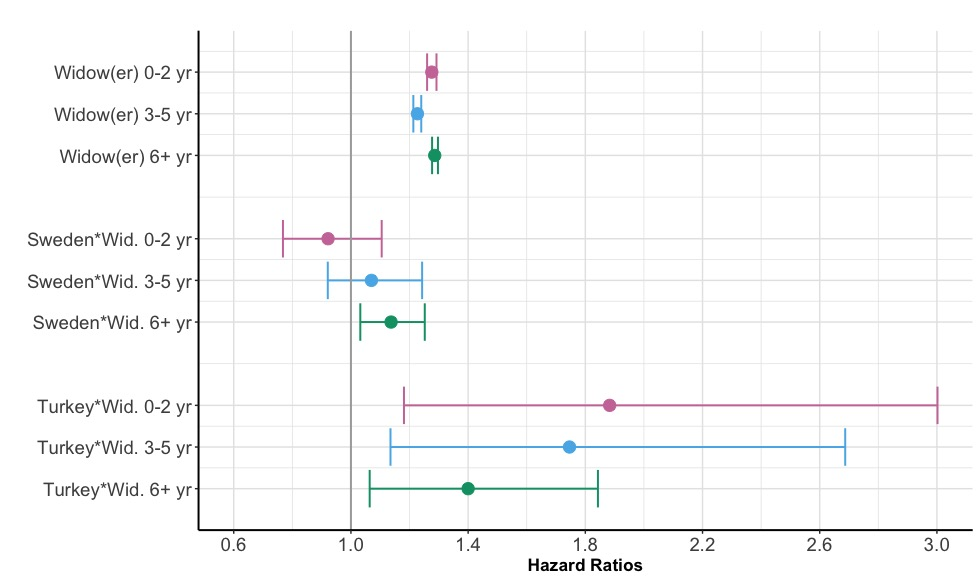 Widow(er) 0-2 yr
Widow(er) 3-5 yr
Widow(er) 6+ yr
Sweden*Wid. 0-2 yr
Sweden*Wid. 3-5 yr
Sweden*Wid. 6+ yr
Turkey*Wid. 0-2 yr
Turkey*Wid. 3-5 yr
Turkey*Wid. 6+ yr
0.6 1.0 1.4 1.8 2.2 2.6 3.0
Hazard Ratios